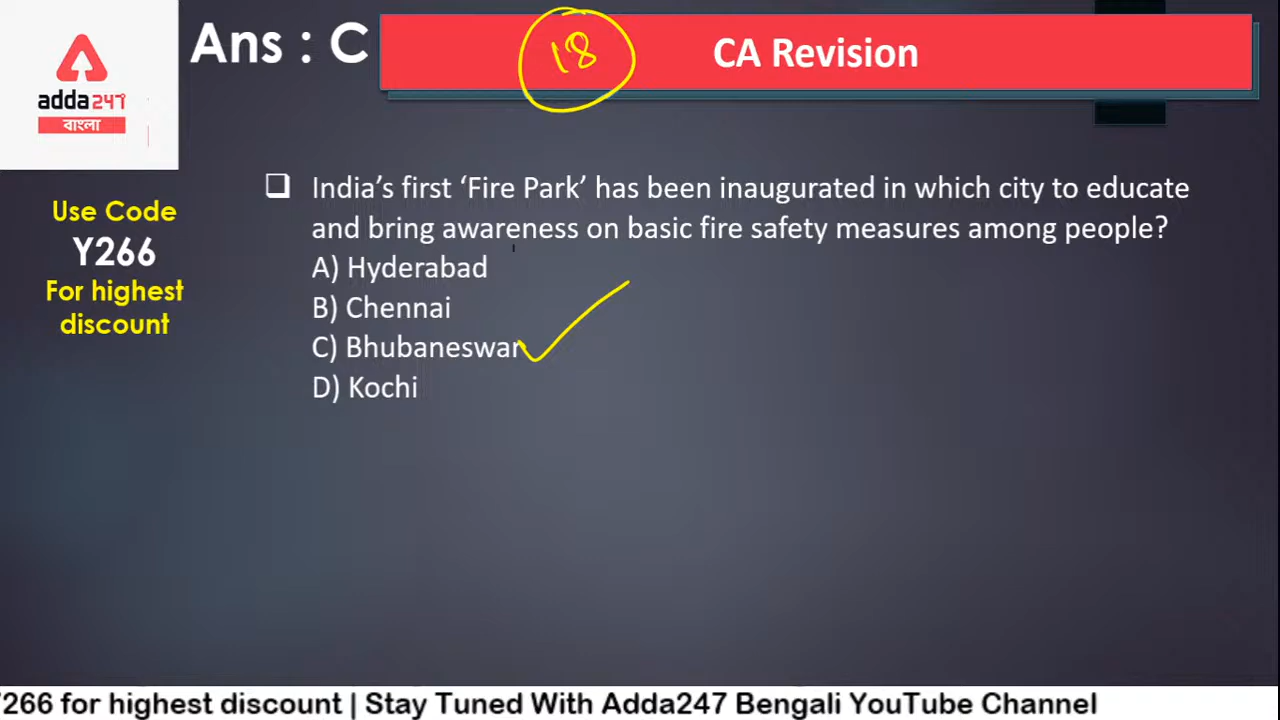 Ans : C
18
CA Revision
adda247
বাংলা
Use Code
Y266
For highest
discount
❑ India’s first ‘Fire Park’ has been inaugurated in which city to educate
and bring awareness on basic fire safety measures among people?
A) Hyderabad
B) Chennai
C) Bhubaneswar
D) Kochi
Y266 for highest discount | Stay Tuned With Adda247 Bengali YouTube Channel